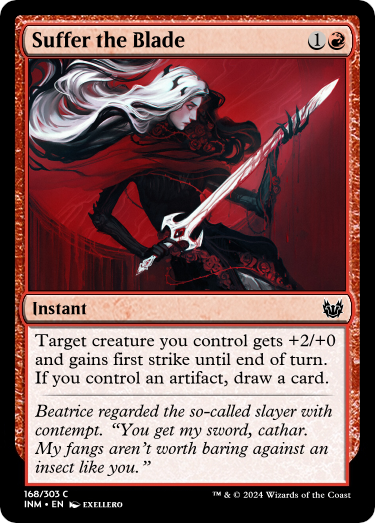 Suffer the Blade 1
Instant
Target creature you control gets +2/+0
and gains first strike until end of turn.
If you control an artifact, draw a card.
Beatrice regarded the so-called slayer with
contempt. “You get my sword, cathar.
My fangs aren’t worth baring against an
insect like you.”
168/303 C
INM • EN EXELLERO ™ & © 2024 Wizards of the Coast